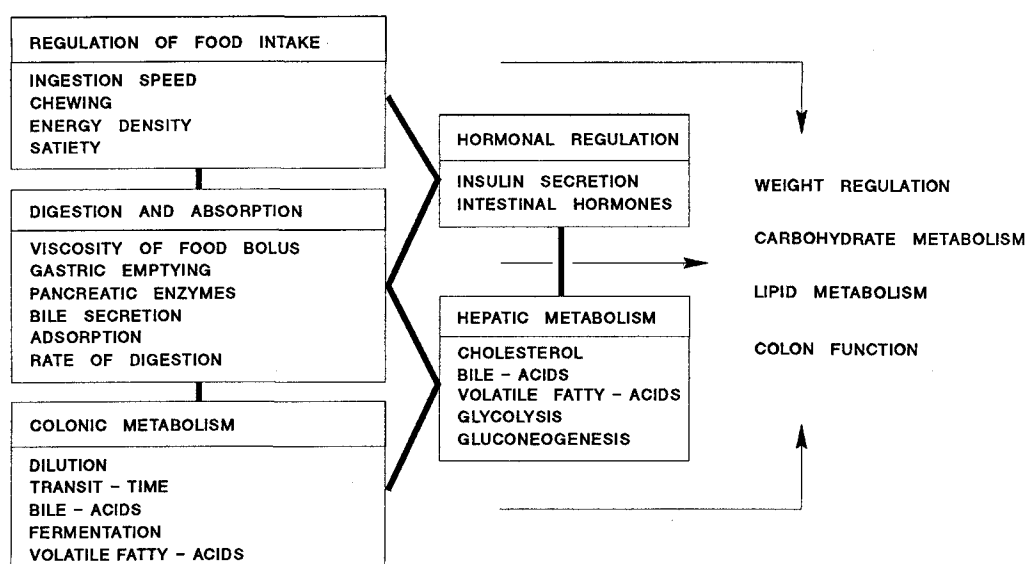 REGULATION OF FOOD INTAKE
INGESTION SPEED
CHEWING
ENERGY DENSITY
SATIETY
DIGESTION AND ABSORPTION
VISCOSITY OF FOOD BOLUS
GASTRIC EMPTYING
PANCREATIC ENZYMES
BILE SECRETION
ADSORPTION
RATE OF DIGESTION
COLONIC METABOLISM
DILUTION
TRANSIT - TIME
BILE - ACIDS
FERMENTATION
VOLATILE FATTY - ACIDS
HORMONAL REGULATION
INSULIN SECRETION
INTESTINAL HORMONES
HEPATIC METABOLISM
CHOLESTEROL
BILE - ACIDS
VOLATILE FATTY - ACIDS
GLYCOLYSIS
GLUCONEOGENESIS
WEIGHT REGULATION
CARBOHYDRATE METABOLISM
LIPID METABOLISM
COLON FUNCTION